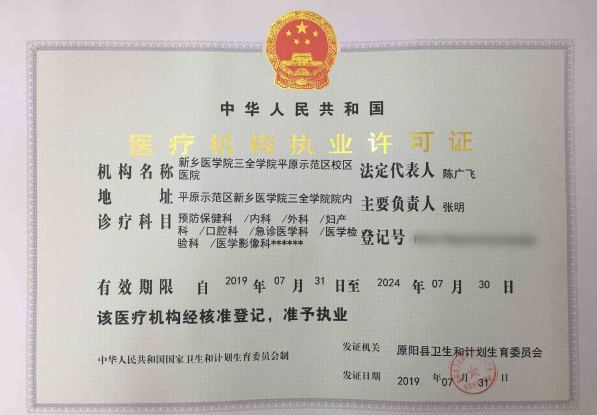 中华人民共和国
医疗机构执业许可证
机构名称 新乡医学院三全学院平原示范区校区医院
法定代表人 陈广飞
地 址 平原示范区新乡医学院三全学院院内
主要负责人 张明
诊疗科目 预防保健科 /内科 /外科 /妇产
科 /口腔科 /急诊医学科 /医学检
验科 /医学影像科******
登记号
有效期限 自 2019 年 07 月 31 日至 2024 年 07 月 30 日
该医疗机构经核准登记，准予执业
中华人民共和国国家卫生和计划生育委员会制
发证机关 原阳县卫生和计划生育委员会
发证日期 2019 年 07 月 31 日